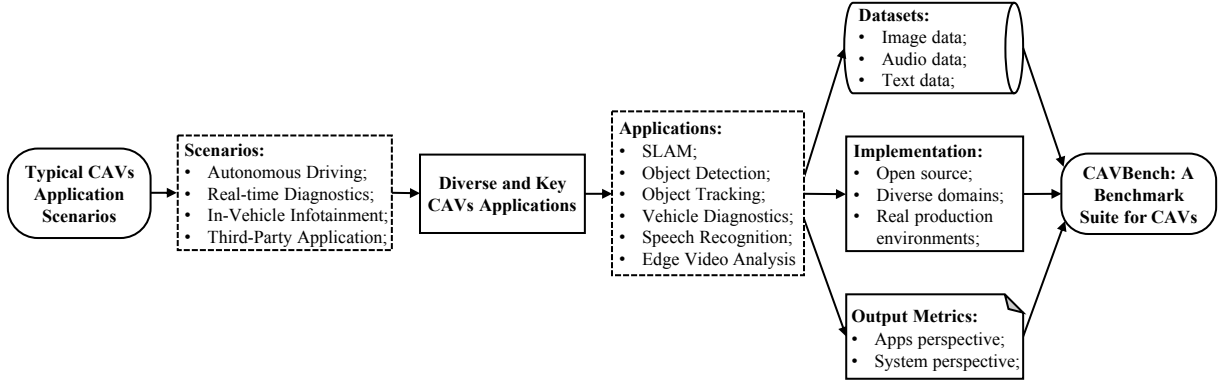 Typical CAVs
Application
Scenarios
Scenarios:
• Autonomous Driving;
• Real-time Diagnostics;
• In-Vehicle Infotainment;
• Third-Party Application;
Diverse and Key
CAVs Applications
Applications:
• SLAM;
• Object Detection;
• Object Tracking;
• Vehicle Diagnostics;
• Speech Recognition;
• Edge Video Analysis
Datasets:
• Image data;
• Audio data;
• Text data;
Implementation:
• Open source;
• Diverse domains;
• Real production
environments;
Output Metrics:
• Apps perspective;
• System perspective;
CAVBench: A
Benchmark
Suite for CAVs